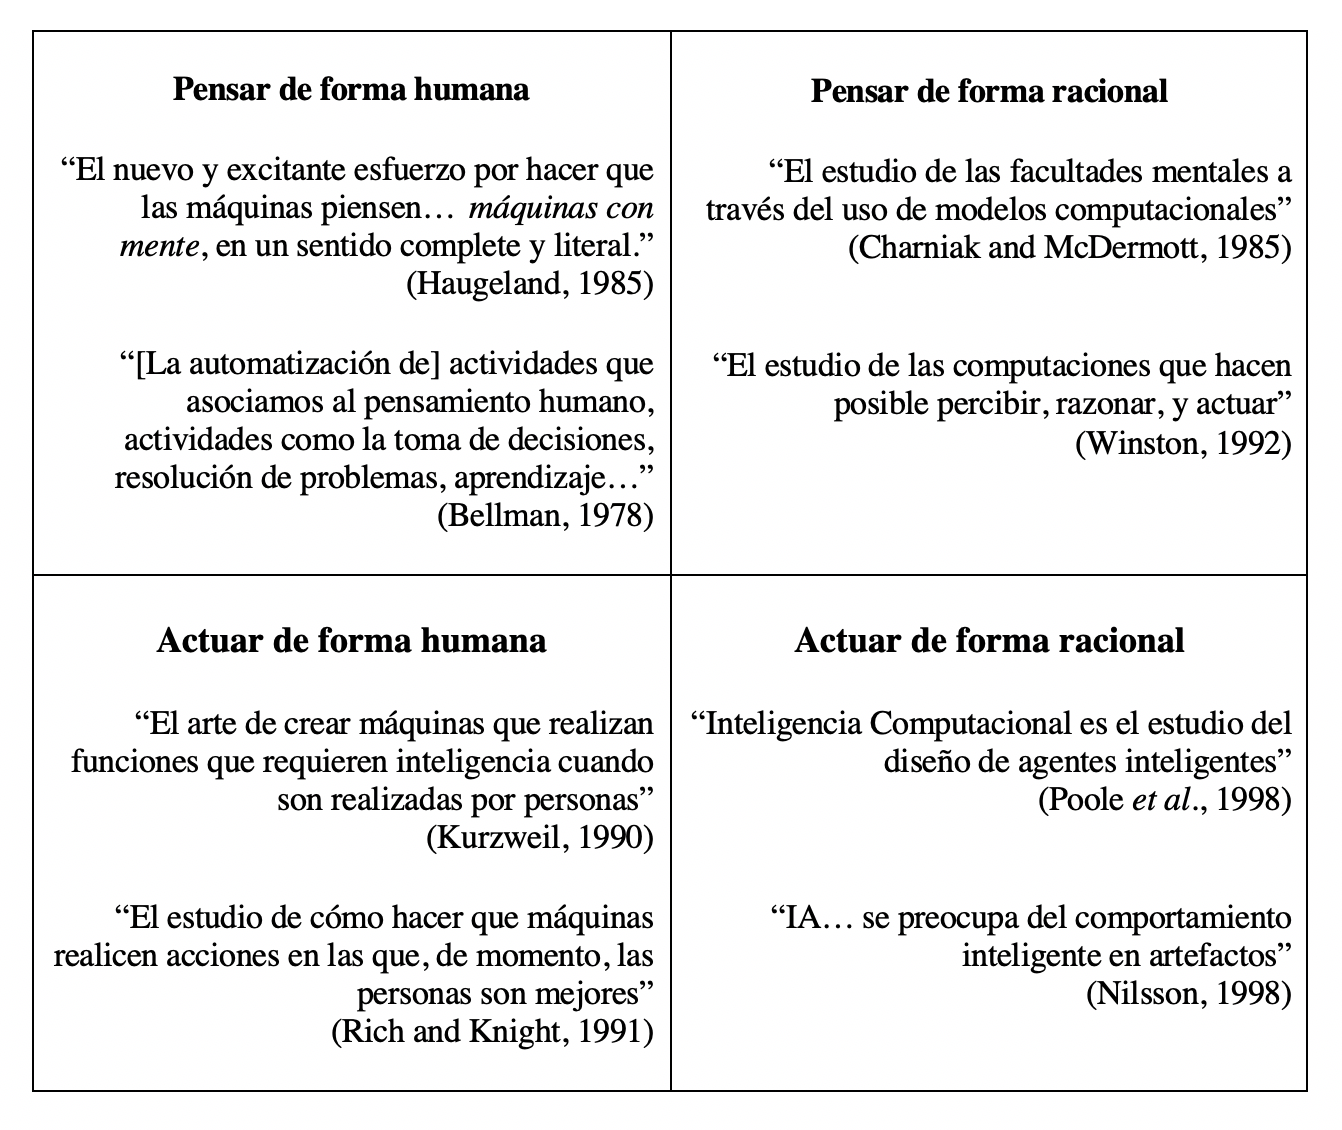 Pensar de forma humana
“El nuevo y excitante esfuerzo por hacer que
las máquinas piensen… máquinas con
mente, en un sentido complete y literal.”
(Haugeland, 1985)
“[La automatización de] actividades que
asociamos al pensamiento humano,
actividades como la toma de decisiones,
resolución de problemas, aprendizaje…”
(Bellman, 1978)
Pensar de forma racional
“El estudio de las facultades mentales a
través del uso de modelos computacionales”
(Charniak and McDermott, 1985)
“El estudio de las computaciones que hacen
posible percibir, razonar, y actuar”
(Winston, 1992)
Actuar de forma humana
“El arte de crear máquinas que realizan
funciones que requieren inteligencia cuando
son realizadas por personas”
(Kurzweil, 1990)
“El estudio de cómo hacer que máquinas
realicen acciones en las que, de momento, las
personas son mejores”
(Rich and Knight, 1991)
Actuar de forma racional
“Inteligencia Computacional es el estudio del
diseño de agentes inteligentes”
(Poole et al., 1998)
“IA… se preocupa del comportamiento
inteligente en artefactos”
(Nilsson, 1998)